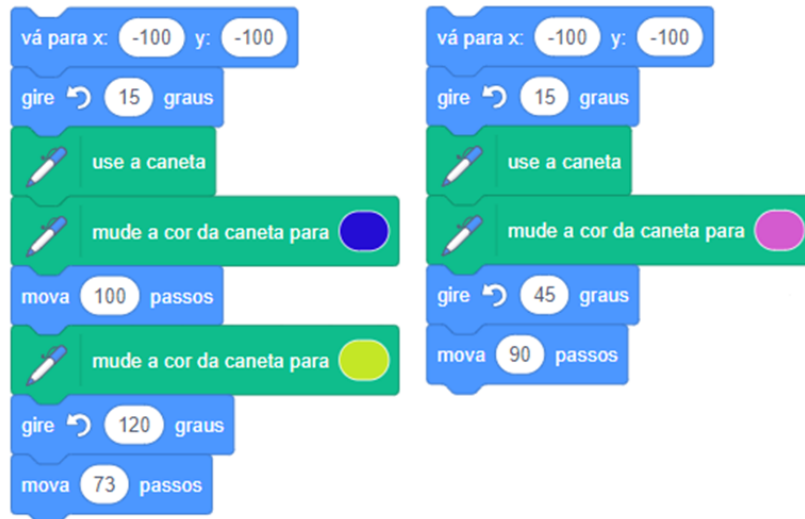 vá para x: -100 y: -100
gire 15 graus
use a caneta
mude a cor da caneta para
mova 100 passos
mude a cor da caneta para
gire 120 graus
mova 73 passos
vá para x: -100 y: -100
gire 15 graus
use a caneta
mude a cor da caneta para
gire 45 graus
mova 90 passos